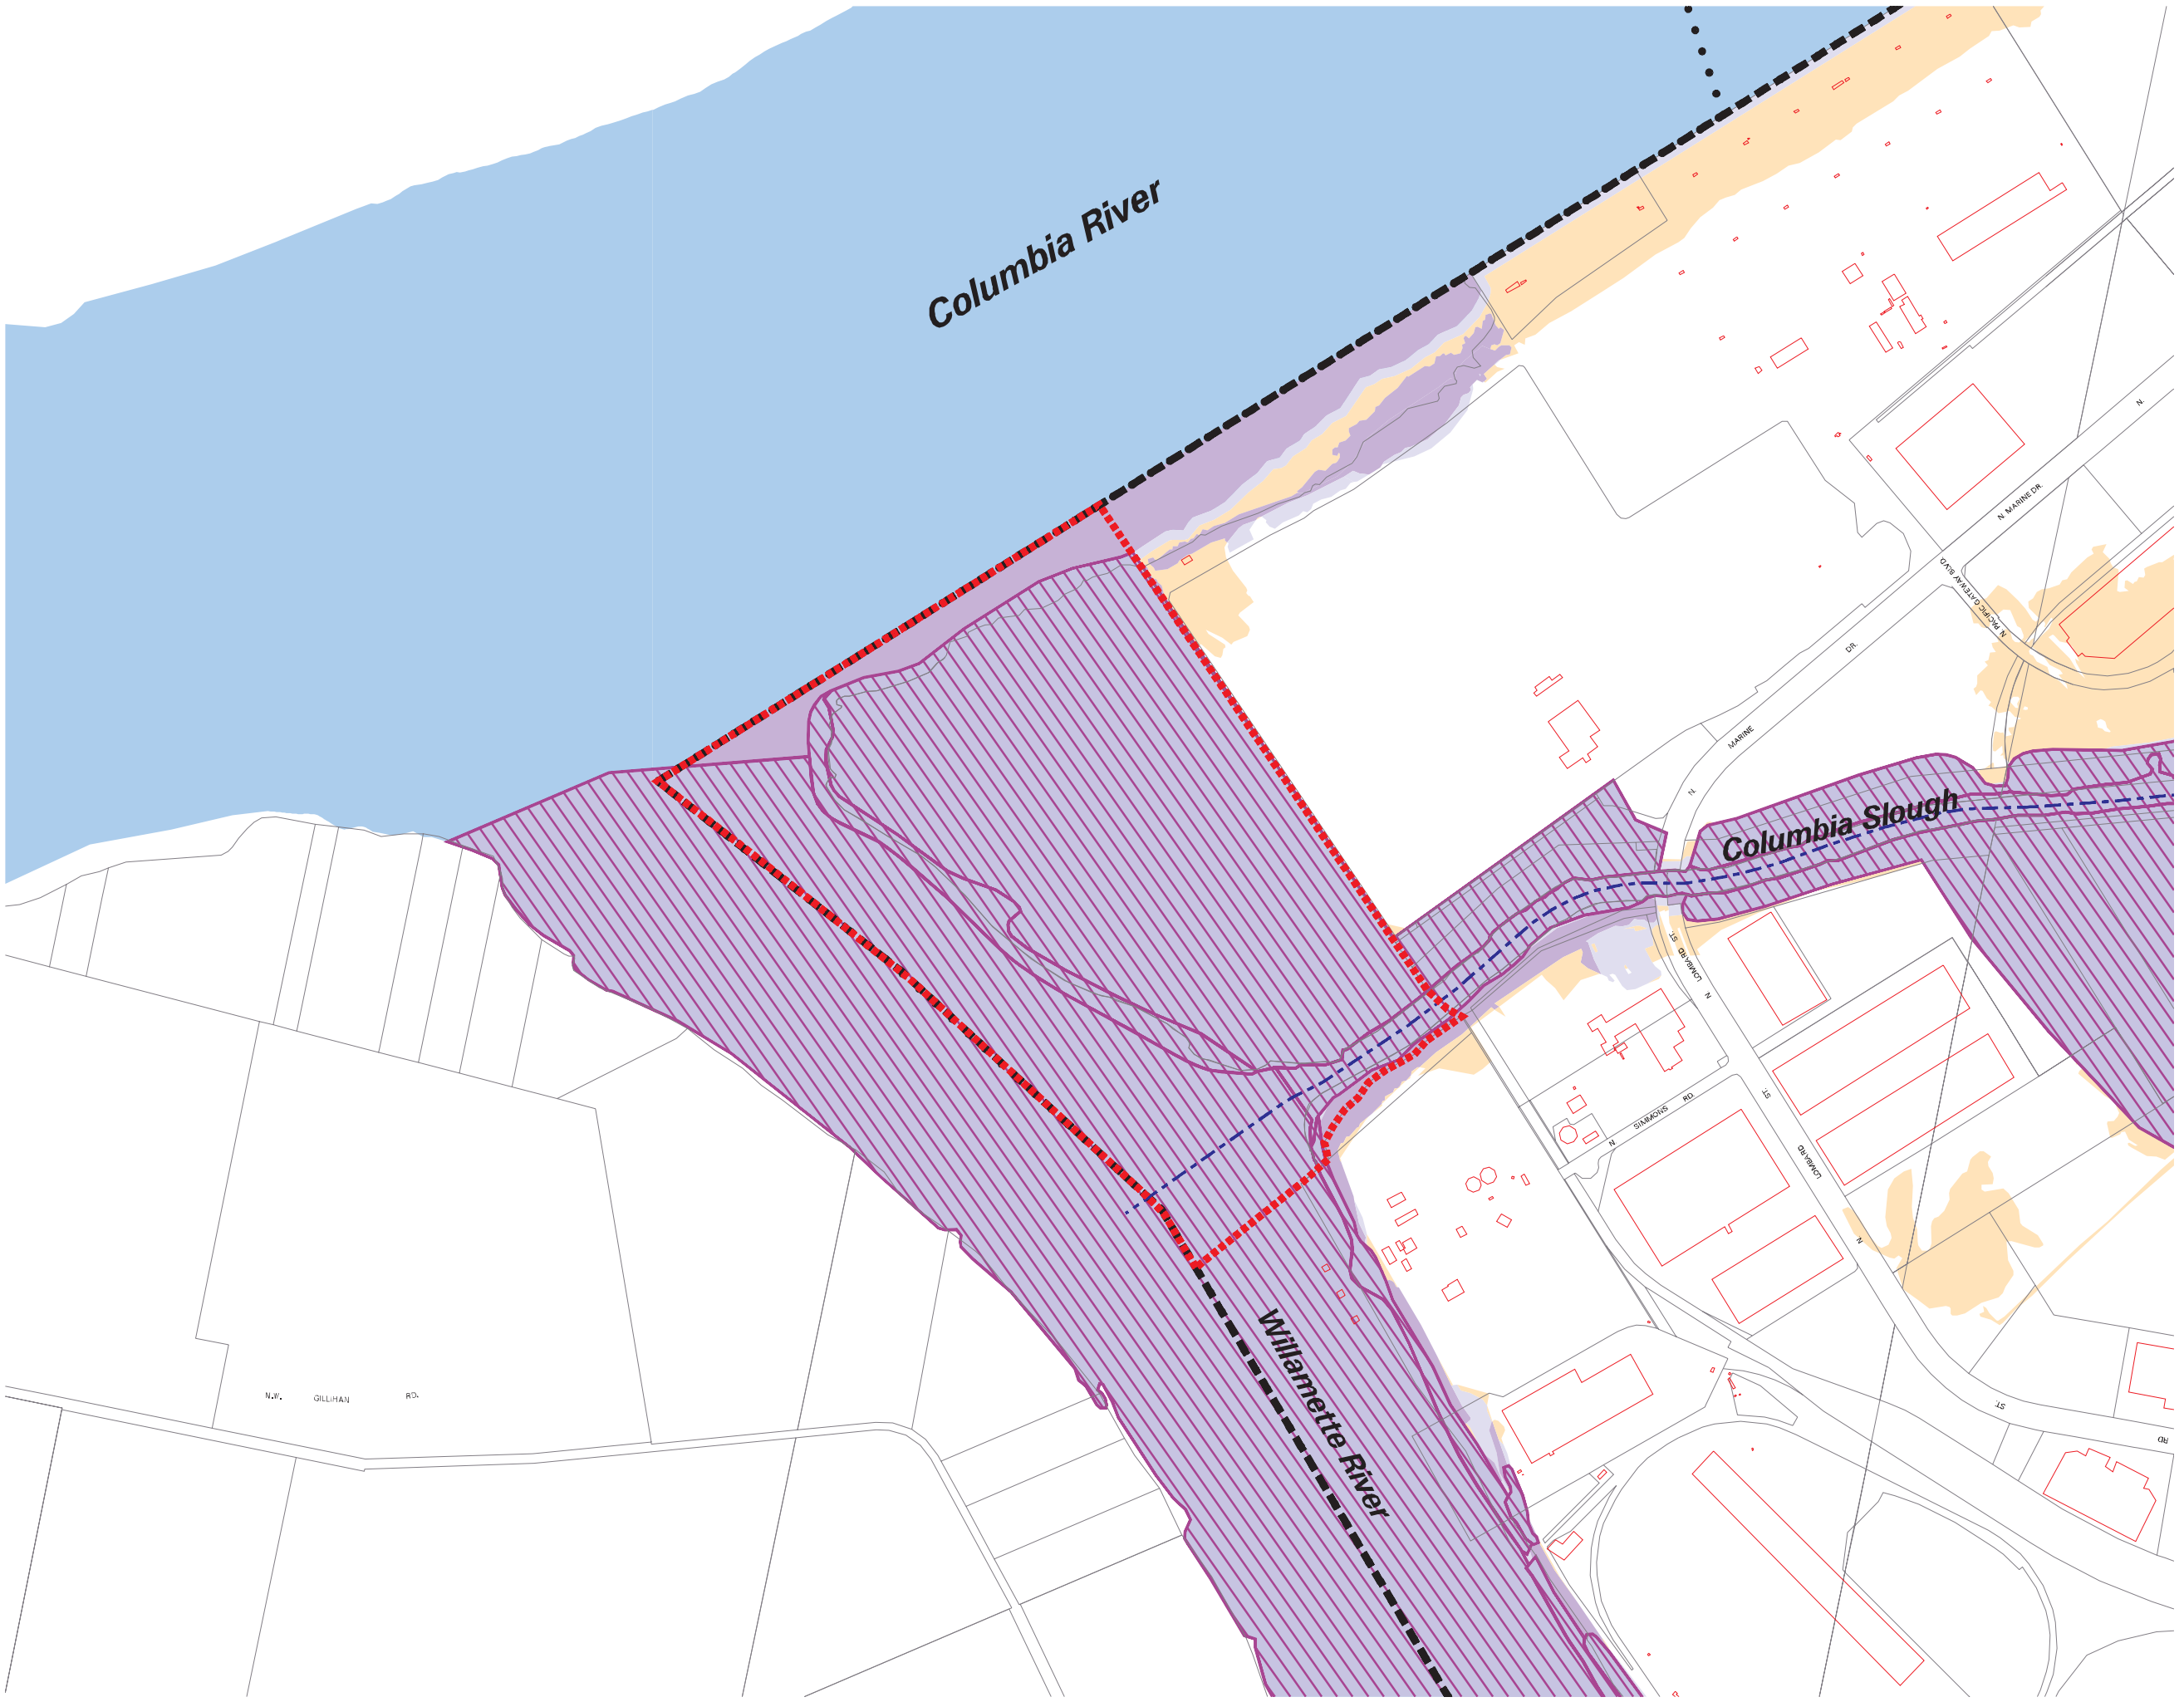 Columbia River
N.
N. MARINE DR.
N PACIFIC GATEWAY BLVD.
DR.
MARINE
N.
Columbia Slough
ST.
LOMBARD
N
N. SIMMONS RD.
ST.
LOMBARD
N
Willamette River
N.W. GILLIHAN RD.
ST.
RD